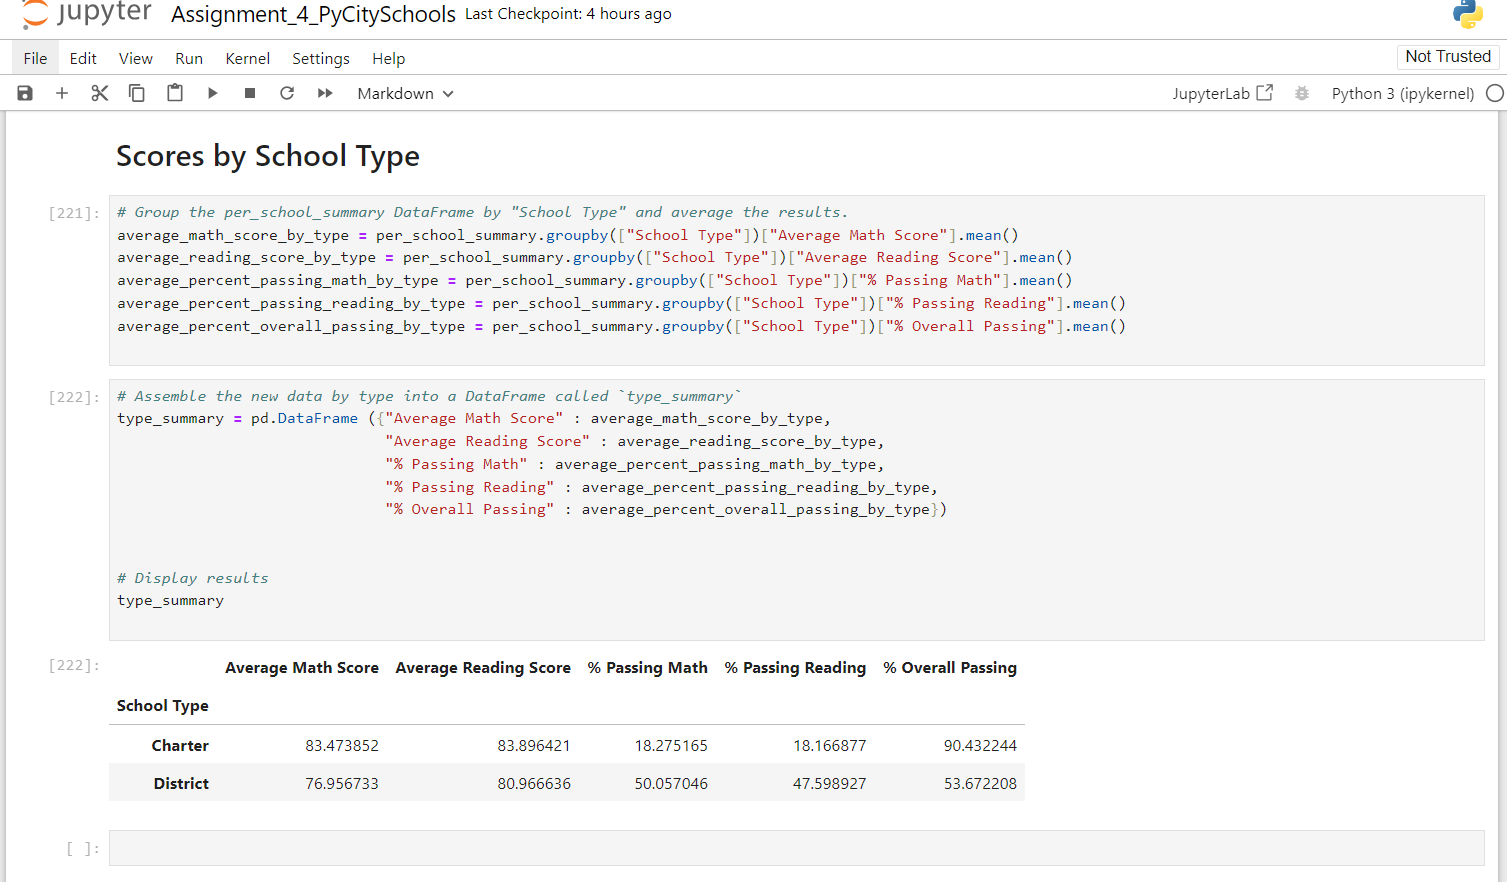 jupyter Assignment_4_PyCitySchools Last Checkpoint: 4 hours ago
File Edit View Run Kernel Settings Help Not Trusted
Markdown JupyterLab Python 3 (ipykernel)
Scores by School Type
[221]: # Group the per_school_summary DataFrame by "School Type" and average the results.
average_math_score_by_type = per_school_summary.groupby(["School Type"])["Average Math Score"].mean()
average_reading_score_by_type = per_school_summary.groupby(["School Type"])["Average Reading Score"].mean()
average_percent_passing_math_by_type = per_school_summary.groupby(["School Type"])["% Passing Math"].mean()
average_percent_passing_reading_by_type = per_school_summary.groupby(["School Type"])["% Passing Reading"].mean()
average_percent_overall_passing_by_type = per_school_summary.groupby(["School Type"])["% Overall Passing"].mean()
[222]: # Assemble the new data by type into a DataFrame called `type_summary`
type_summary = pd.DataFrame ({"Average Math Score" : average_math_score_by_type,
"Average Reading Score" : average_reading_score_by_type,
"% Passing Math" : average_percent_passing_math_by_type,
"% Passing Reading" : average_percent_passing_reading_by_type,
"% Overall Passing" : average_percent_overall_passing_by_type})
# Display results
type_summary
[222]: Average Math Score Average Reading Score % Passing Math % Passing Reading % Overall Passing
School Type
Charter 83.473852 83.896421 18.275165 18.166877 90.432244
District 76.956733 80.966636 50.057046 47.598927 53.672208
[ ]: